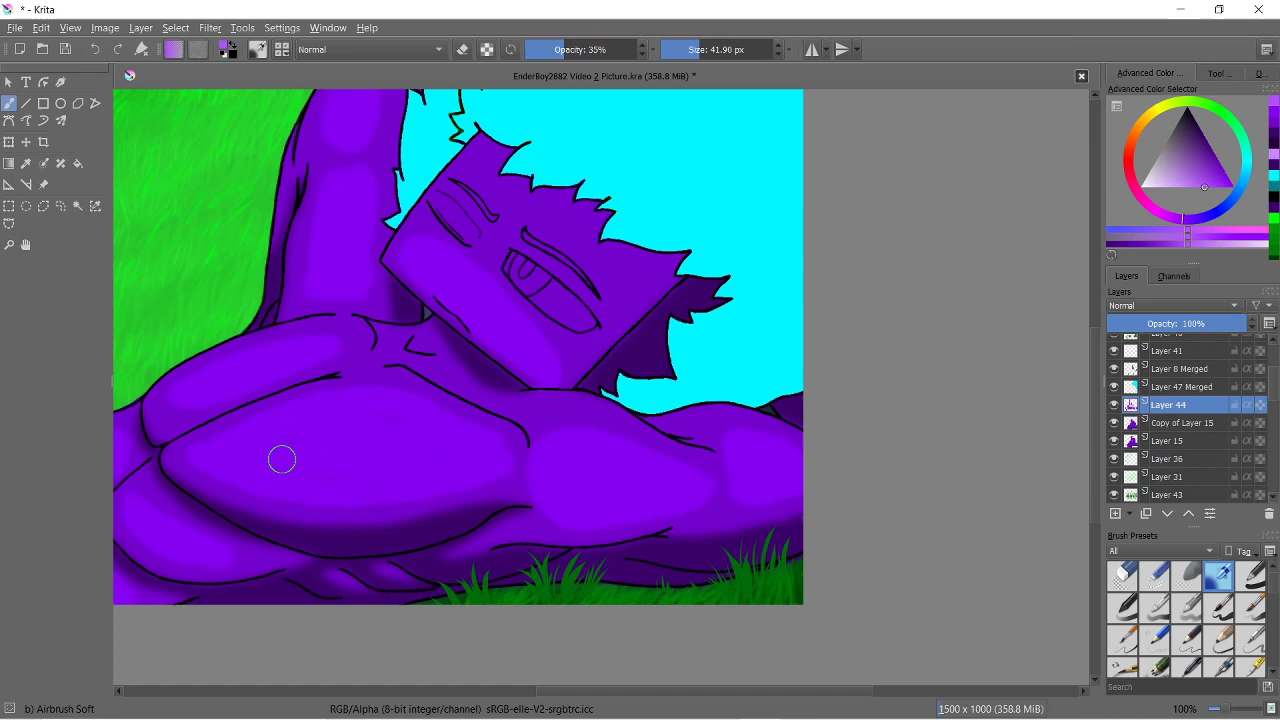 * - Krita
File Edit View Image Layer Select Filter Tools Settings Window Help
Normal Opacity: 35% Size: 41.90 px
EnderBoy2882 Video 2 Picture.kra (358.8 MiB) *
Advanced Color ... Tool ... O...
Advanced Color Selector
Layers Channels
Layers
Normal
Opacity: 100%
Layer 41
Layer 8 Merged
Layer 47 Merged
Layer 44
Copy of Layer 15
Layer 15
Layer 36
Layer 31
Layer 43
Brush Presets
All Tag
Search
b) Airbrush Soft RGB/Alpha (8-bit integer/channel) sRGB-elle-V2-srgbtrc.icc 1500 x 1000 (358.8 MiB) 100%